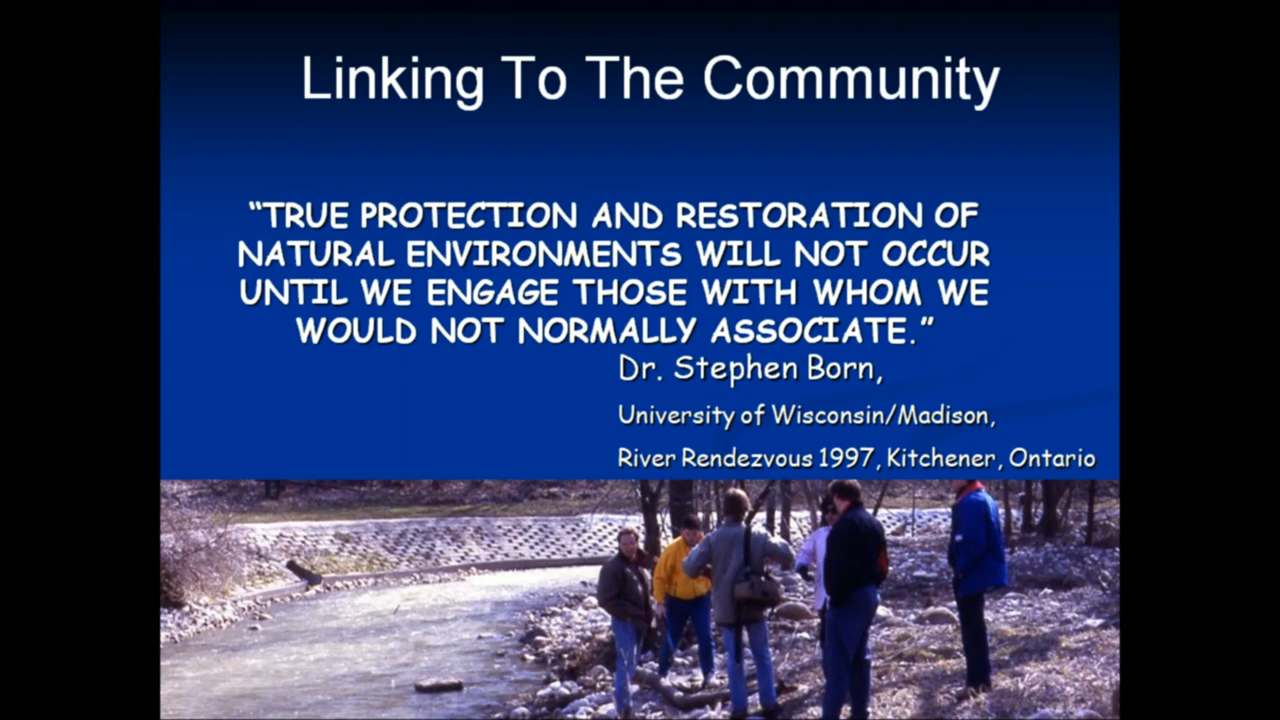 Linking To The Community
“TRUE PROTECTION AND RESTORATION OF
NATURAL ENVIRONMENTS WILL NOT OCCUR
UNTIL WE ENGAGE THOSE WITH WHOM WE
WOULD NOT NORMALLY ASSOCIATE.”
Dr. Stephen Born,
University of Wisconsin/Madison,
River Rendezvous 1997, Kitchener, Ontario